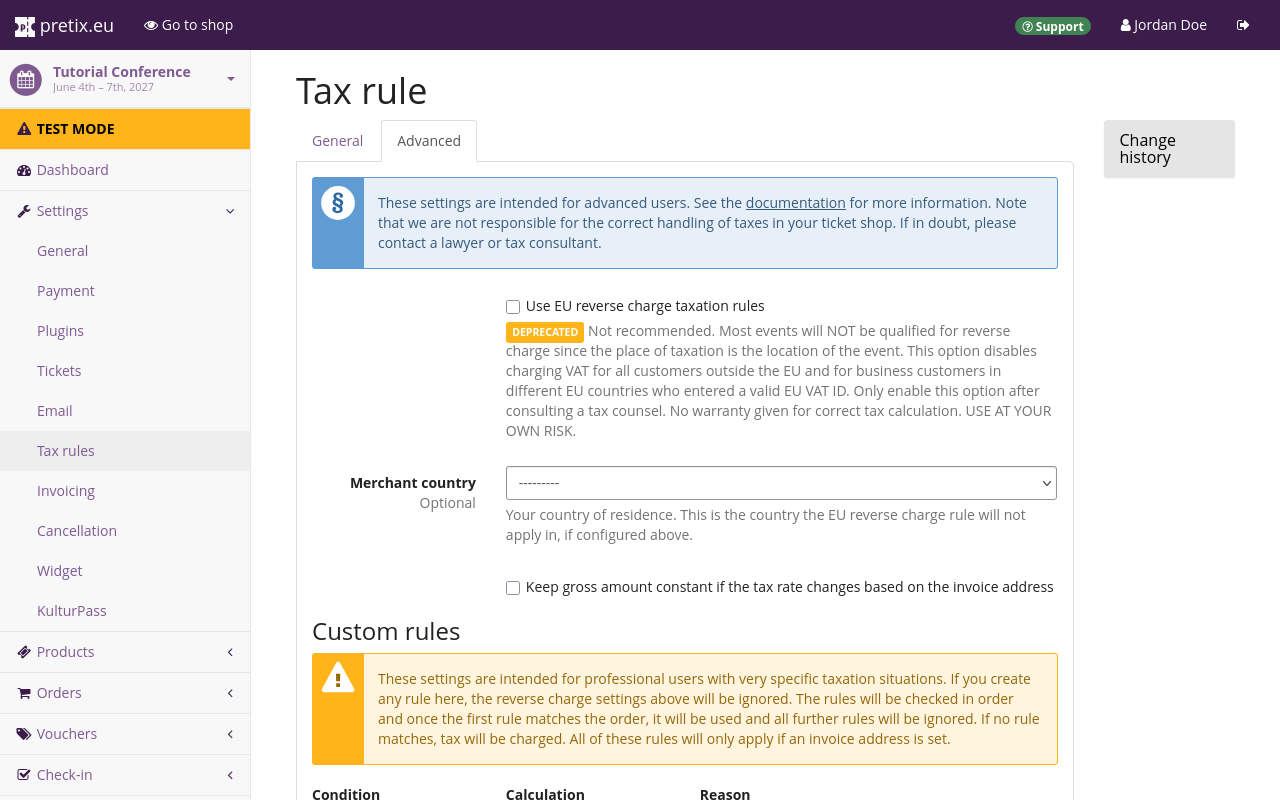 pretix.eu
Go to shop
Support
Jordan Doe
Tutorial Conference
June 4th – 7th, 2027
TEST MODE
Dashboard
Settings
General
Payment
Plugins
Tickets
Email
Tax rules
Invoicing
Cancellation
Widget
KulturPass
Products
Orders
Vouchers
Check-in
Tax rule
General
Advanced
§
These settings are intended for advanced users. See the documentation for more information. Note
that we are not responsible for the correct handling of taxes in your ticket shop. If in doubt, please
contact a lawyer or tax consultant.
Use EU reverse charge taxation rules
DEPRECATED Not recommended. Most events will NOT be qualified for reverse
charge since the place of taxation is the location of the event. This option disables
charging VAT for all customers outside the EU and for business customers in
different EU countries who entered a valid EU VAT ID. Only enable this option after
consulting a tax counsel. No warranty given for correct tax calculation. USE AT YOUR
OWN RISK.
Merchant country
Optional
---------
Your country of residence. This is the country the EU reverse charge rule will not
apply in, if configured above.
Keep gross amount constant if the tax rate changes based on the invoice address
Custom rules
These settings are intended for professional users with very specific taxation situations. If you create
any rule here, the reverse charge settings above will be ignored. The rules will be checked in order
and once the first rule matches the order, it will be used and all further rules will be ignored. If no rule
matches, tax will be charged. All of these rules will only apply if an invoice address is set.
Condition
Calculation
Reason
Change
history